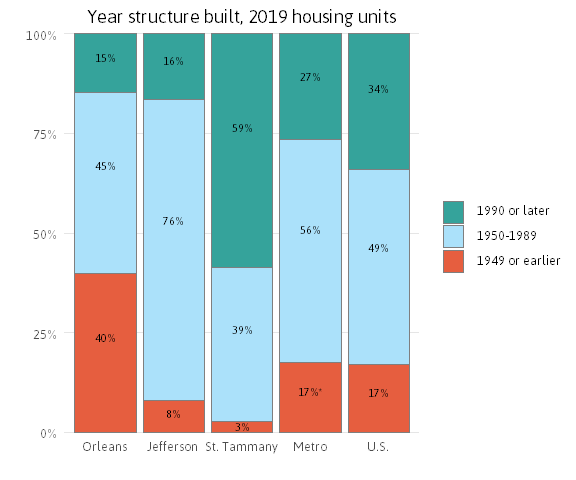 Year structure built, 2019 housing units
100%
75%
50%
25%
0%
15%
45%
40%
16%
76%
8%
59%
39%
3%
27%
56%
17%*
34%
49%
17%
Orleans
Jefferson
St. Tammany
Metro
U.S.
1990 or later
1950-1989
1949 or earlier